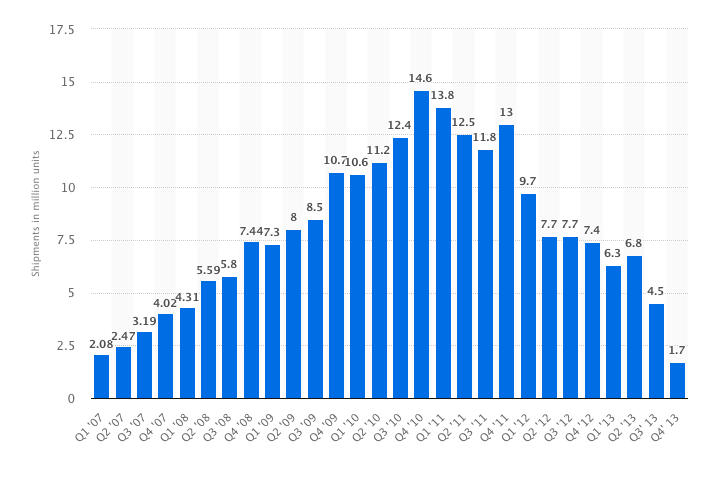 17.5
15
12.5
10
7.5
5
2.5
0
Shipments in million units
2.08
2.47
3.19
4.02
4.31
5.59
5.8
7.44
7.3
8
8.5
10.7
10.6
11.2
12.4
14.6
13.8
12.5
11.8
13
9.7
7.7
7.7
7.4
6.3
6.8
4.5
1.7
Q1 '07
Q2 '07
Q3 '07
Q4 '07
Q1 '08
Q2 '08
Q3 '08
Q4 '08
Q1 '09
Q2 '09
Q3 '09
Q4 '09
Q1 '10
Q2 '10
Q3 '10
Q4 '10
Q1 '11
Q2 '11
Q3 '11
Q4 '11
Q1 '12
Q2 '12
Q3 '12
Q4 '12
Q1 '13
Q2 '13
Q3' 13
Q4' 13